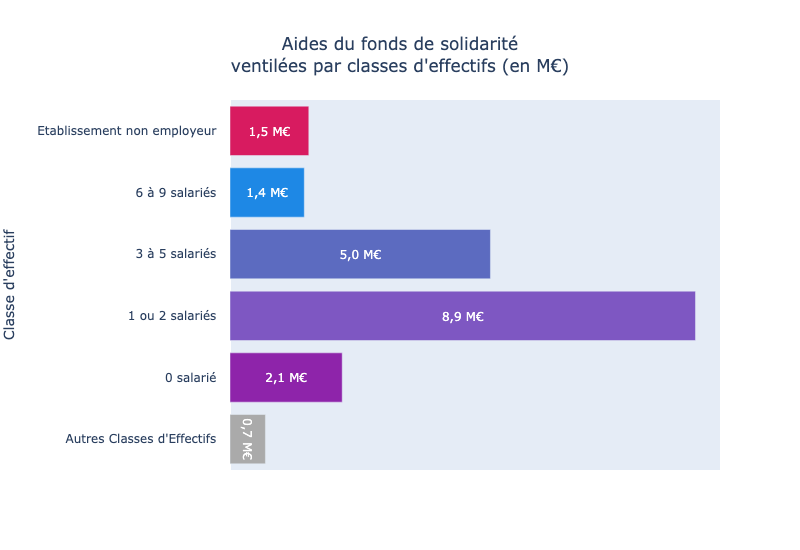 Aides du fonds de solidarité
ventilées par classes d'effectifs (en M€)
Classe d'effectif
Etablissement non employeur
1,5 M€
6 à 9 salariés
1,4 M€
3 à 5 salariés
5,0 M€
1 ou 2 salariés
8,9 M€
0 salarié
2,1 M€
Autres Classes d'Effectifs
0,7 M€